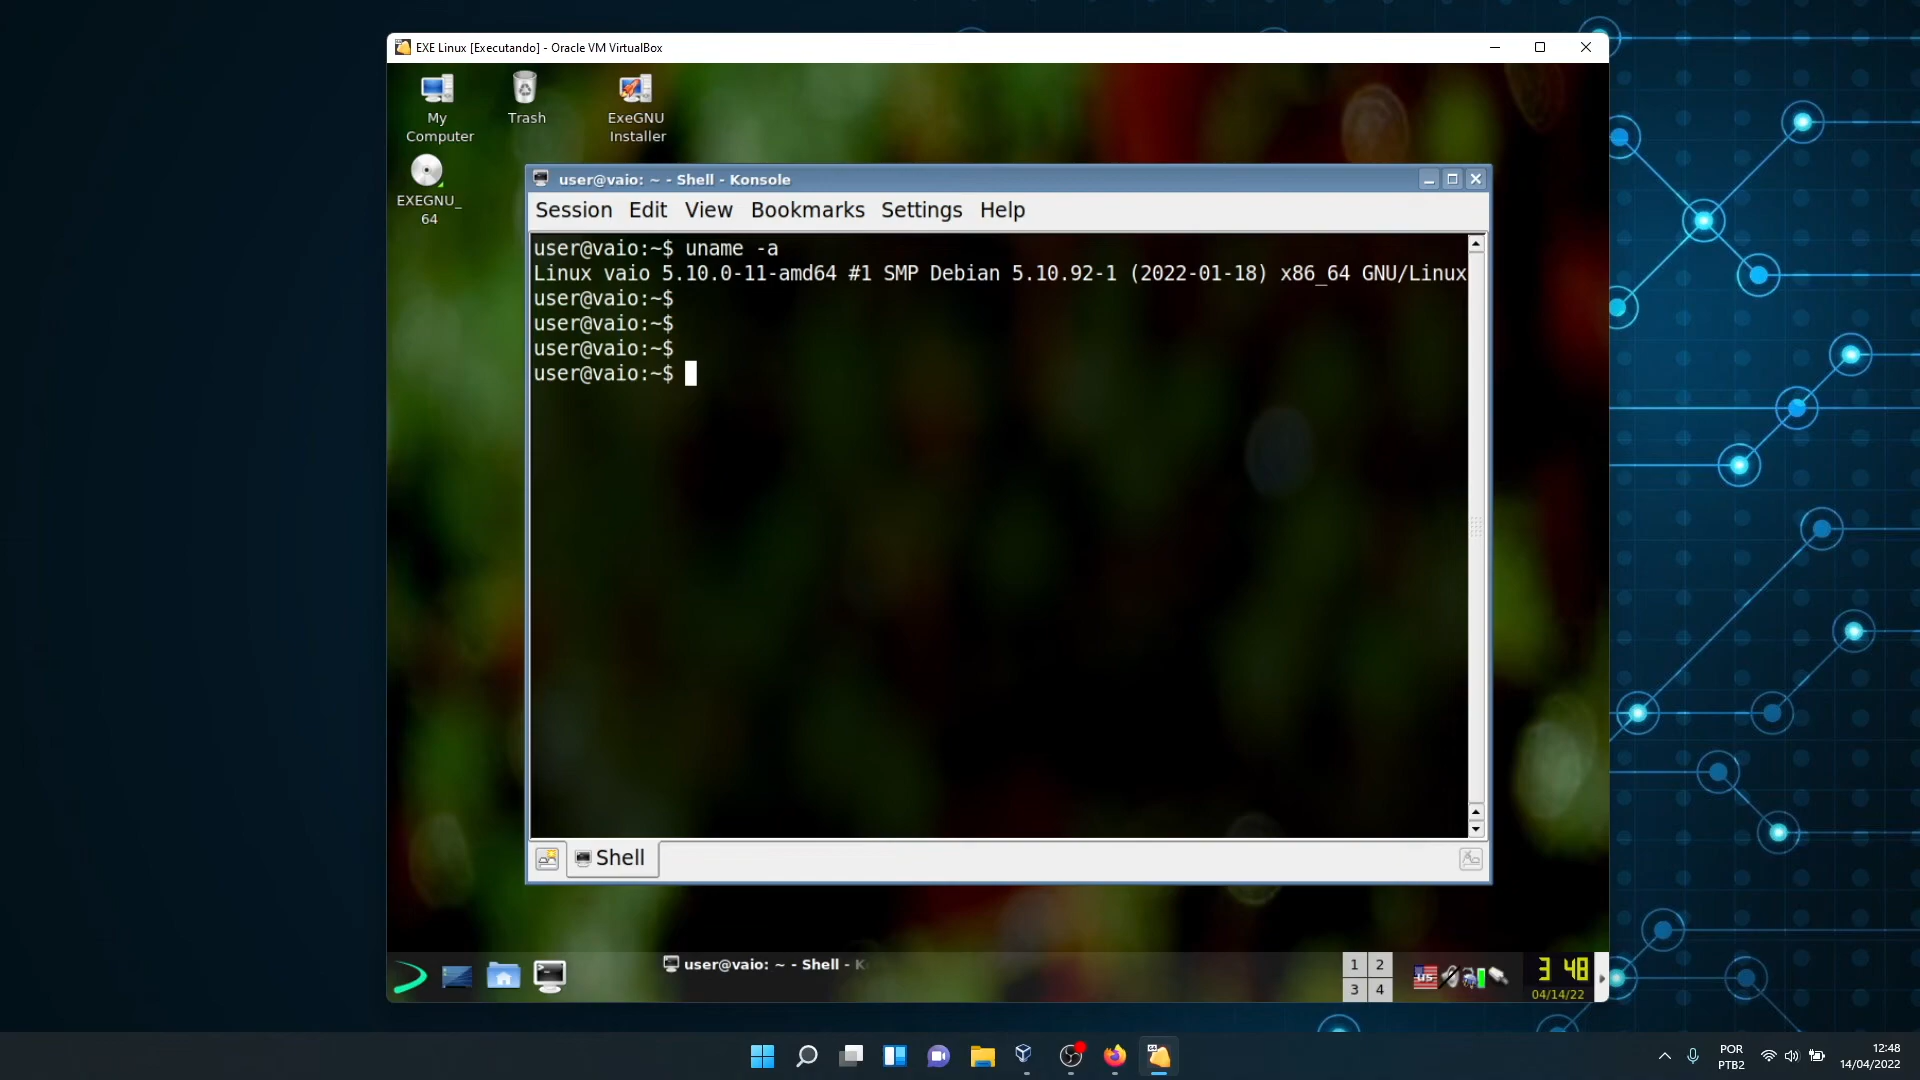 EXE Linux [Executando] - Oracle VM VirtualBox
My
Computer
Trash
ExeGNU
Installer
EXEGNU_
64
user@vaio: ~ - Shell - Konsole
Session Edit View Bookmarks Settings Help
user@vaio:~$ uname -a
Linux vaio 5.10.0-11-amd64 #1 SMP Debian 5.10.92-1 (2022-01-18) x86_64 GNU/Linux
user@vaio:~$
user@vaio:~$
user@vaio:~$
user@vaio:~$
Shell
user@vaio: ~ - Shell - K
1 2
3 4
us
3 48
04/14/22
POR
PTB2
12:48
14/04/2022